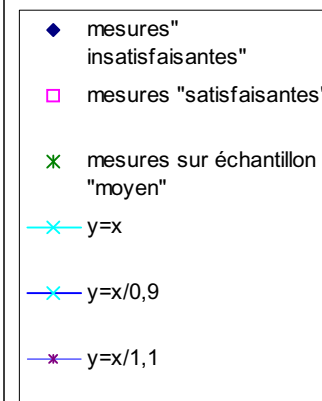 mesures"
insatisfaisantes"
mesures "satisfaisantes"
mesures sur échantillon
"moyen"
y=x
y=x/0,9
y=x/1,1